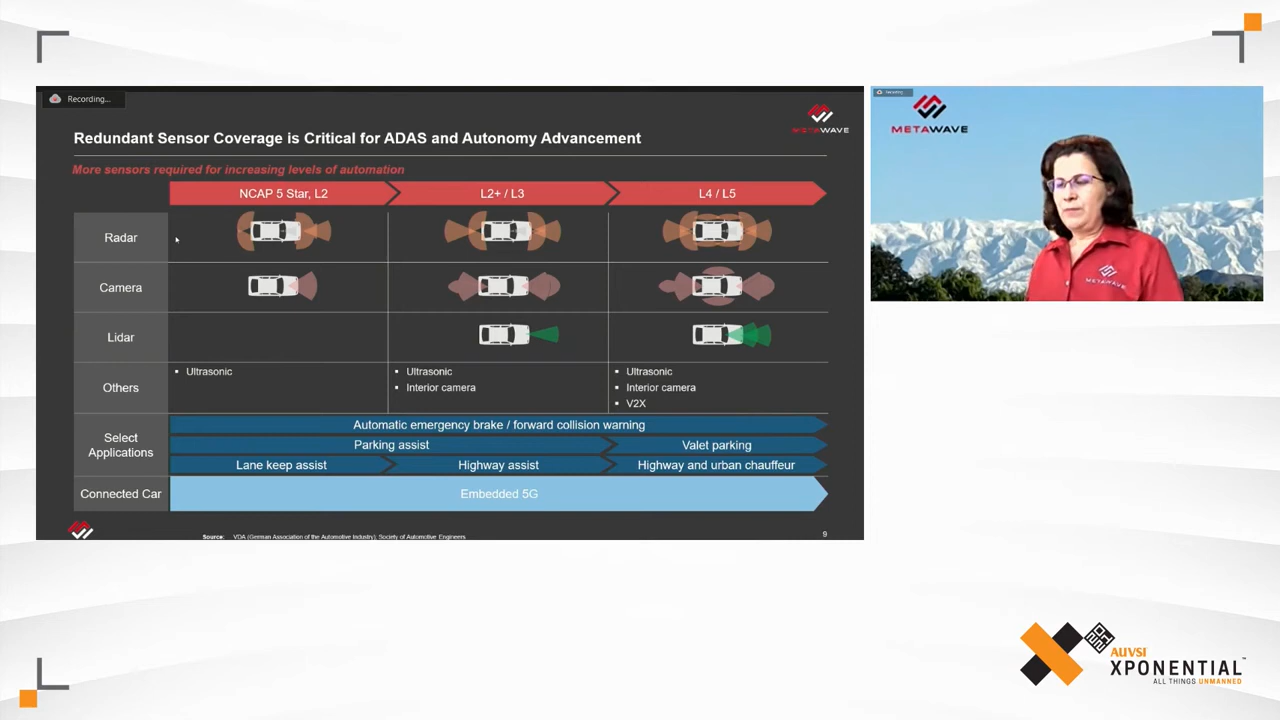 Recording...
METAWAVE
Redundant Sensor Coverage is Critical for ADAS and Autonomy Advancement
More sensors required for increasing levels of automation
NCAP 5 Star, L2
L2+ / L3
L4 / L5
Radar
Camera
Lidar
Others
▪ Ultrasonic
▪ Ultrasonic
▪ Interior camera
▪ Ultrasonic
▪ Interior camera
▪ V2X
Select Applications
Automatic emergency brake / forward collision warning
Parking assist
Valet parking
Lane keep assist
Highway assist
Highway and urban chauffeur
Connected Car
Embedded 5G
Source: VDA (German Association of the Automotive Industry); Society of Automotive Engineers
9
Recording...
METAWAVE
METAWAVE
AUVSI
XPONENTIAL™
ALL THINGS UNMANNED